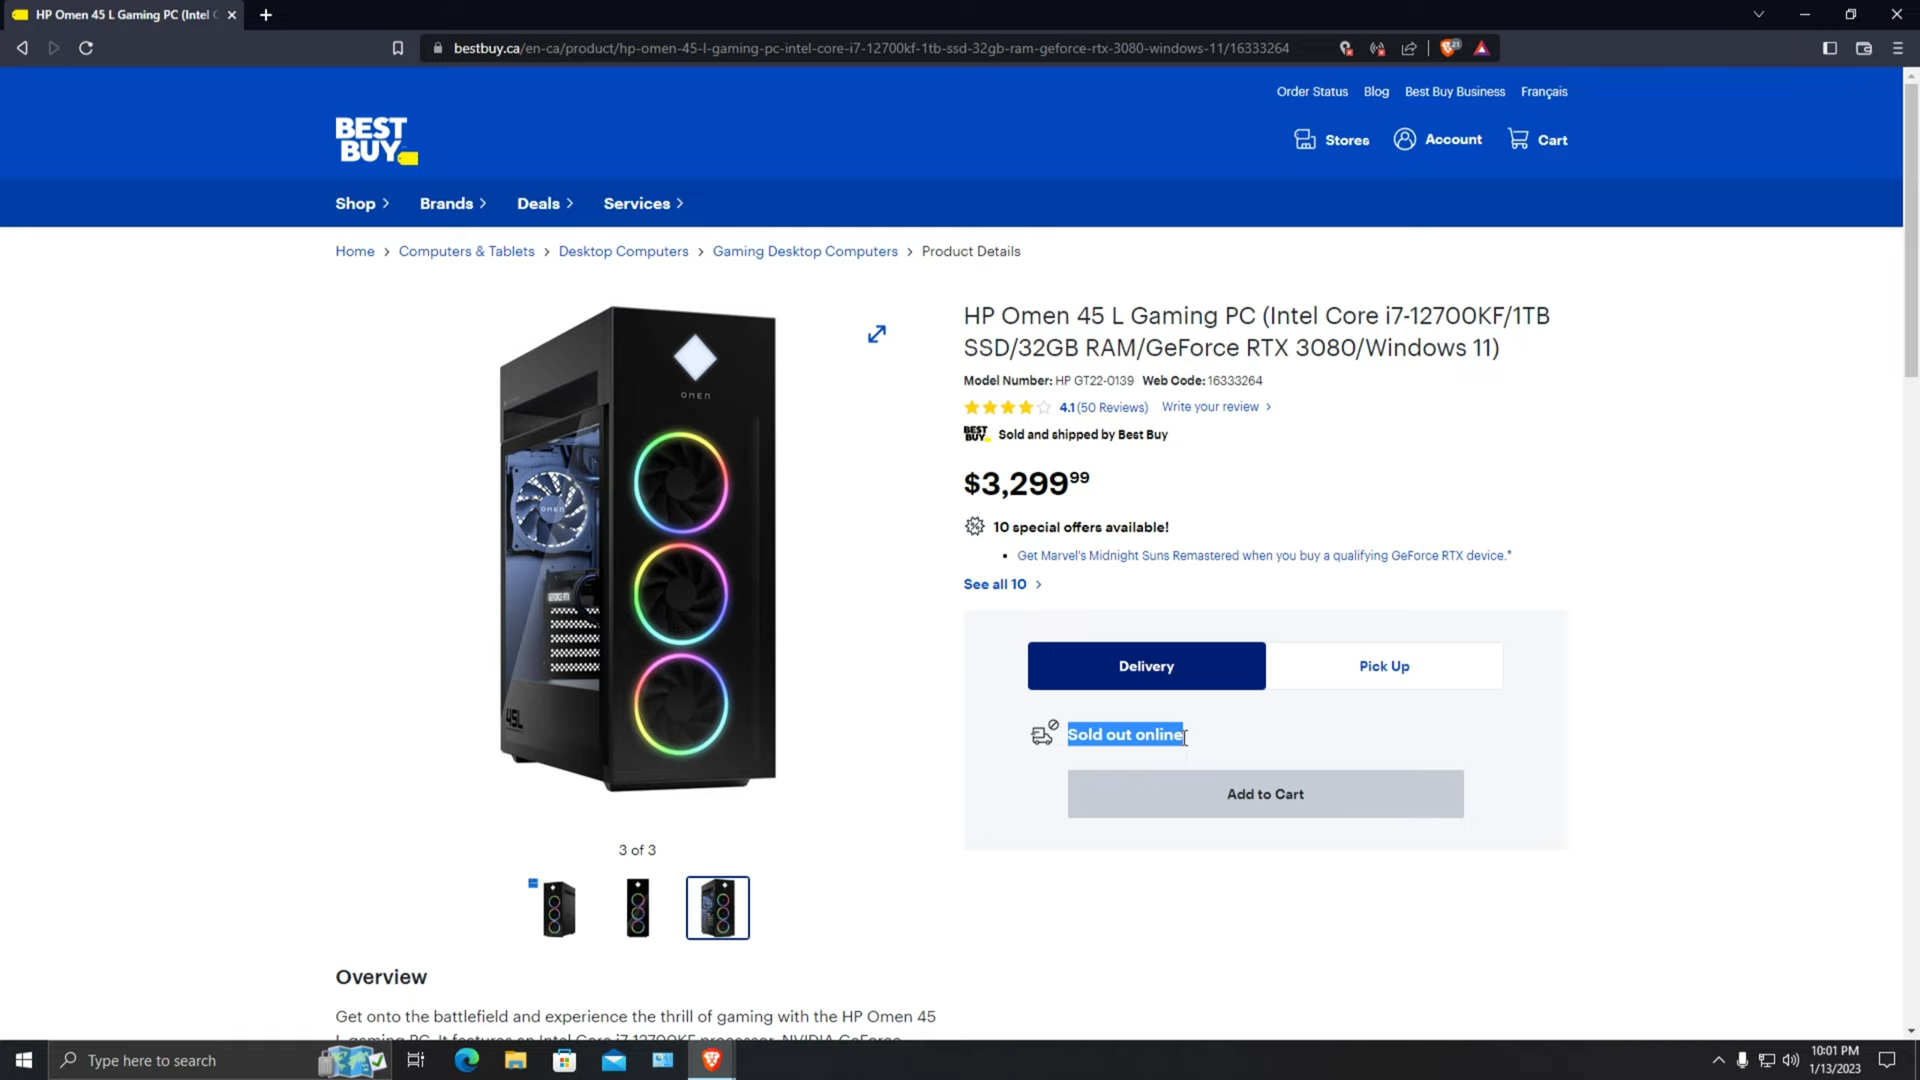 HP Omen 45 L Gaming PC (Intel C
bestbuy.ca/en-ca/product/hp-omen-45-l-gaming-pc-intel-core-i7-12700kf-1tb-ssd-32gb-ram-geforce-rtx-3080-windows-11/16333264
21
Order Status Blog Best Buy Business Français
BEST
BUY
Stores Account Cart
Shop Brands Deals Services
Home > Computers & Tablets > Desktop Computers > Gaming Desktop Computers > Product Details
HP Omen 45 L Gaming PC (Intel Core i7-12700KF/1TB
SSD/32GB RAM/GeForce RTX 3080/Windows 11)
Model Number: HP GT22-0139 Web Code: 16333264
4.1 (50 Reviews) Write your review
BEST
BUY
Sold and shipped by Best Buy
$3,299.99
10 special offers available!
• Get Marvel's Midnight Suns Remastered when you buy a qualifying GeForce RTX device.*
See all 10
Delivery Pick Up
Sold out online
Add to Cart
OMEN
OMEN
GEFORCE RTX
45L
3 of 3
Overview
Get onto the battlefield and experience the thrill of gaming with the HP Omen 45
L gaming PC. It features an Intel Core i7 12700KF processor, NVIDIA GeForce
Type here to search
10:01 PM
1/13/2023